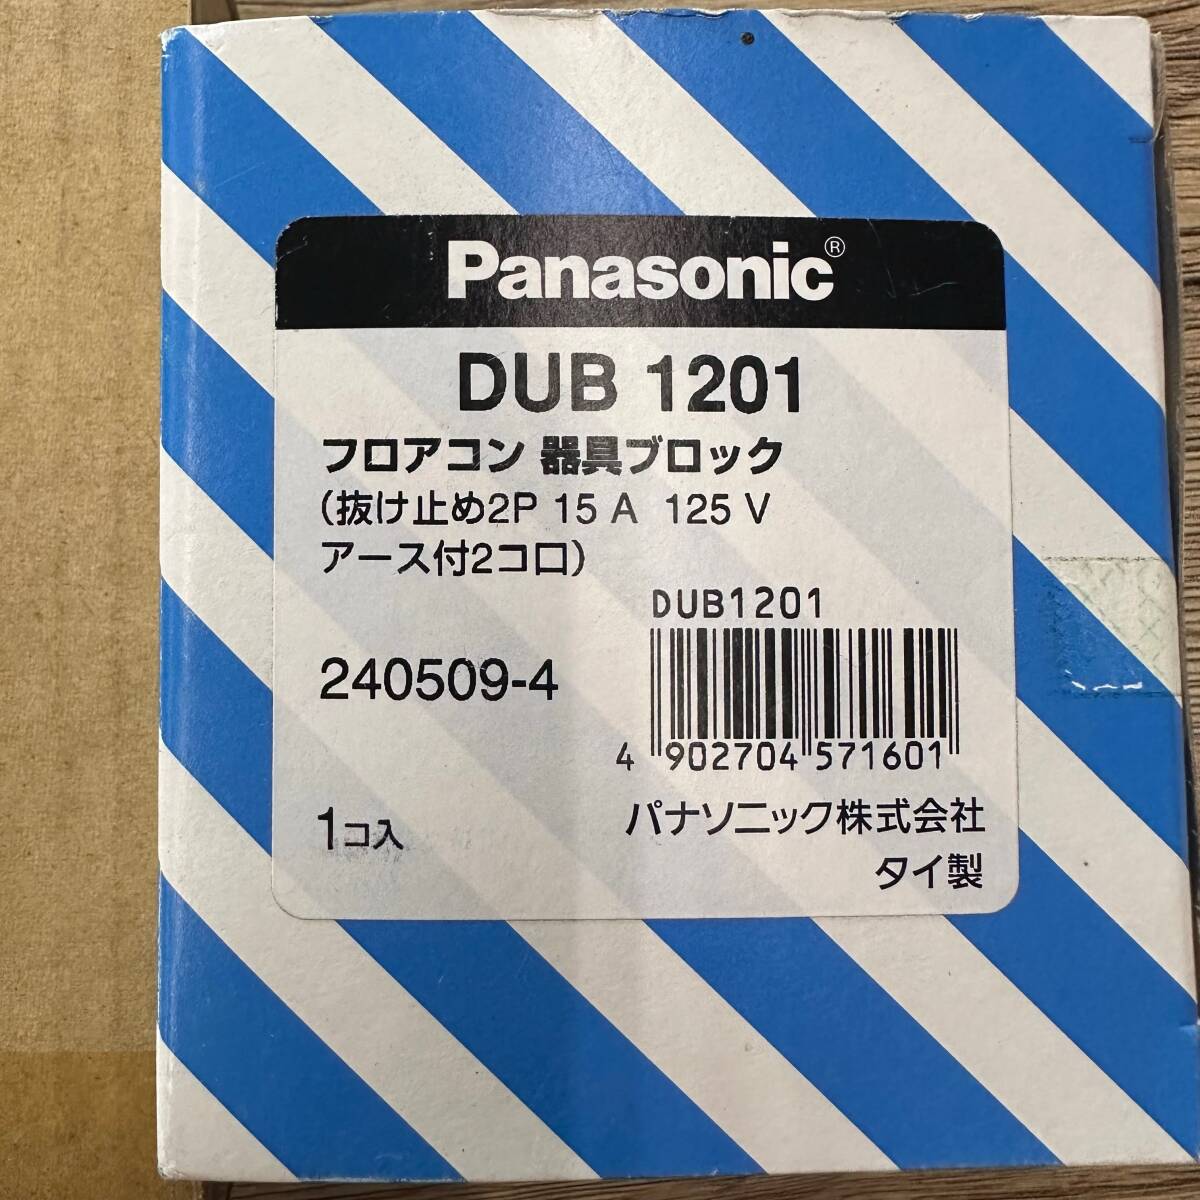 Panasonic®
DUB 1201
フロアコン 器具ブロック
(抜け止め2P 15 A 125 V
アース付2コ口)
DUB1201
240509-4
4 902704 571601
1コ入
パナソニック株式会社
タイ製